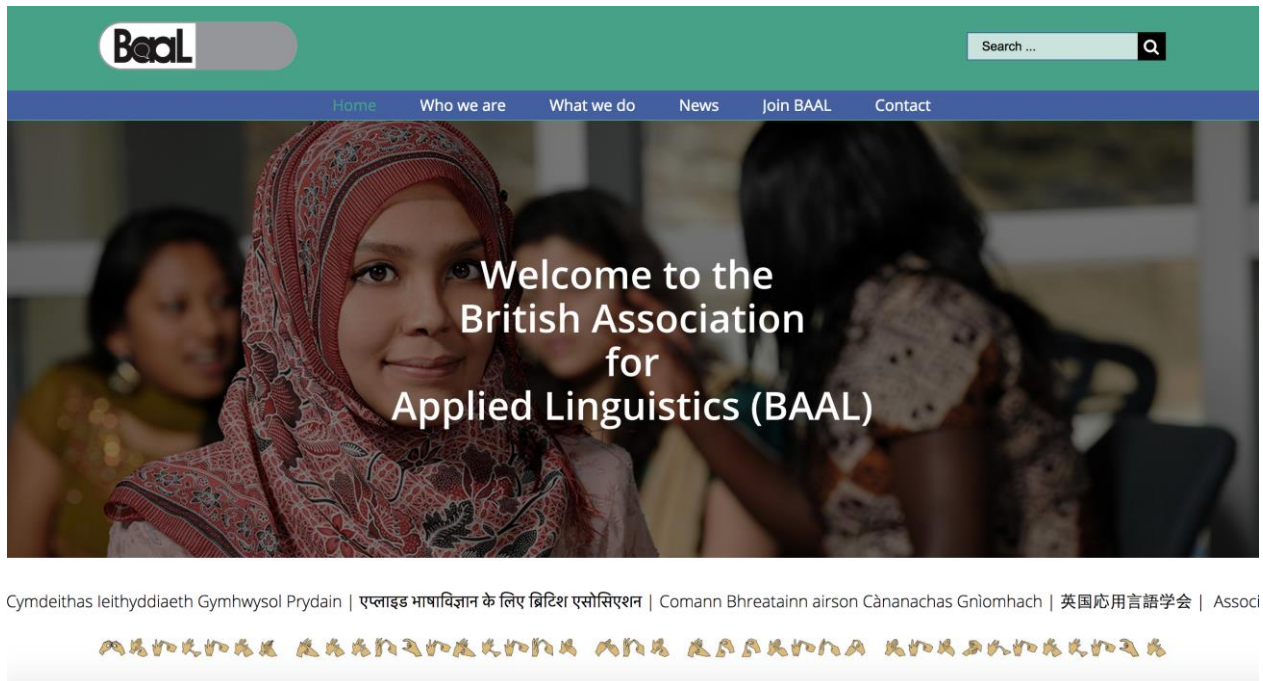 BaaL
Search ...
Home Who we are What we do News Join BAAL Contact
Welcome to the
British Association
for
Applied Linguistics (BAAL)
Cymdeithas Ieithyddiaeth Gymhwysol Prydain | एप्लाइड भाषाविज्ञान के लिए ब्रिटिश एसोसिएशन | Comann Bhreatainn airson Cànanachas Gnìomhach | 英国応用言語学会 | Associ